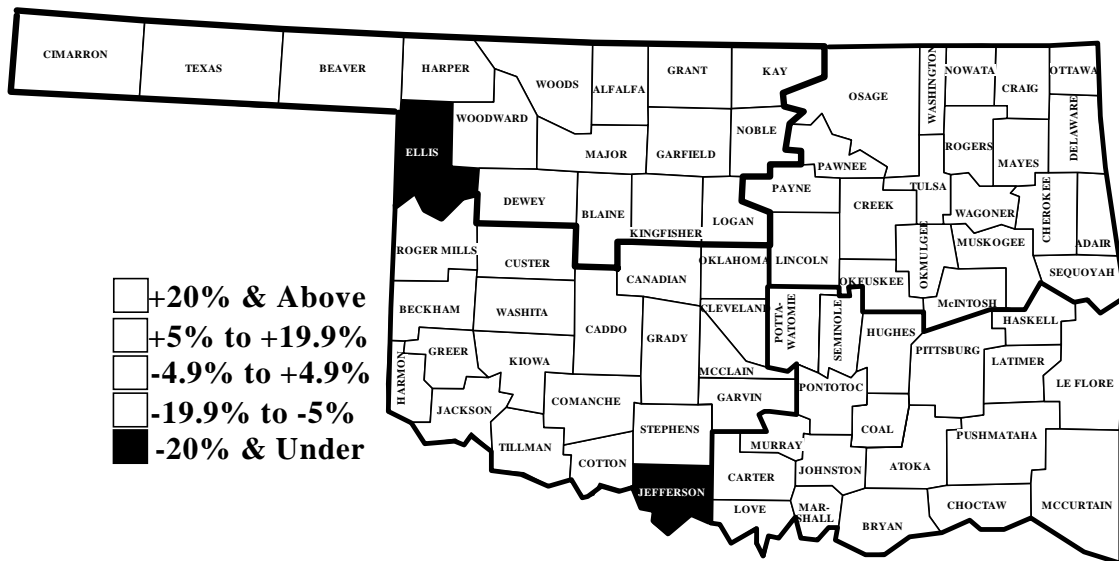 CIMARRON
TEXAS
BEAVER
HARPER
WOODS
ALFALFA
GRANT
KAY
OSAGE
WASHINGTON
NOWATA
CRAIG
OTTAWA
WOODWARD
NOBLE
DELAWARE
ELLIS
MAJOR
GARFIELD
PAWNEE
ROGERS
MAYES
DEWEY
BLAINE
KINGFISHER
LOGAN
PAYNE
CREEK
TULSA
WAGONER
CHEROKEE
ADAIR
ROGER MILLS
CUSTER
CANADIAN
OKLAHOMA
LINCOLN
OKFUSKEE
OKMULGEE
MUSKOGEE
SEQUOYAH
McINTOSH
BECKHAM
WASHITA
CADDO
GRADY
CLEVELAND
POTTA-
WATOMIE
SEMINOLE
HUGHES
PITTSBURG
HASKELL
LATIMER
LE FLORE
HARMON
GREER
KIOWA
MCCLAIN
PONTOTOC
JACKSON
COMANCHE
GARVIN
TILLMAN
STEPHENS
COAL
PUSHMATAHA
COTTON
MURRAY
JOHNSTON
ATOKA
JEFFERSON
CARTER
LOVE
MAR-
SHALL
BRYAN
CHOCTAW
MCCURTAIN
+20% & Above
+5% to +19.9%
-4.9% to +4.9%
-19.9% to -5%
-20% & Under